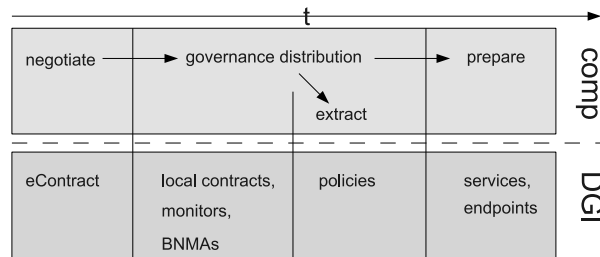 t
negotiate governance distribution prepare
extract
comp
eContract local contracts, policies services,
monitors, endpoints
BNMAs
DGI